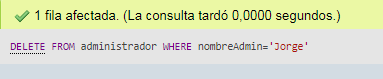 1 fila afectada. (La consulta tardó 0,0000 segundos.)
DELETE FROM administrador WHERE nombreAdmin='Jorge'